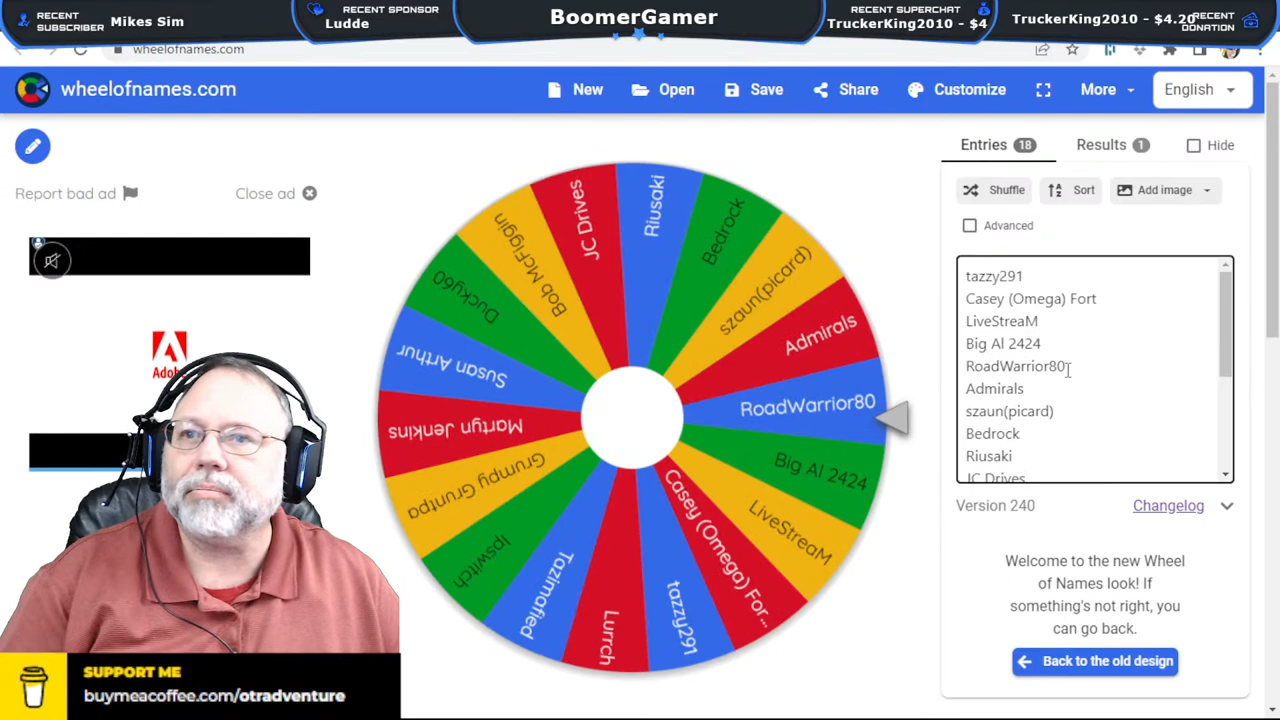 RECENT
SUBSCRIBER
Mikes Sim
RECENT SPONSOR
Ludde
BoomerGamer
RECENT SUPERCHAT
TruckerKing2010 - $4
TruckerKing2010 - $4.20
RECENT
DONATION
wheelofnames.com
wheelofnames.com
New
Open
Save
Share
Customize
More
English
Report bad ad
Close ad
Entries 18
Results 1
Hide
Shuffle
Sort
Add image
Advanced
tazzy291
Casey (Omega) Fort
LiveStreaM
Big Al 2424
RoadWarrior80
Admirals
szaun(picard)
Bedrock
Riusaki
JC Drives
Version 240
Changelog
Welcome to the new Wheel
of Names look! If
something's not right, you
can go back.
Back to the old design
Riusaki
Bedrock
szaun(picard)
Admirals
RoadWarrior80
Big Al 2424
LiveStreaM
Casey (Omega) For...
tazzy291
Lurrch
Tazimafied
Ipswitch
Grumpy Gruntpa
Martyn Jenkins
Susan Arthur
Ducky60
Bob McFiggin
JC Drives
SUPPORT ME
buymeacoffee.com/otradventure